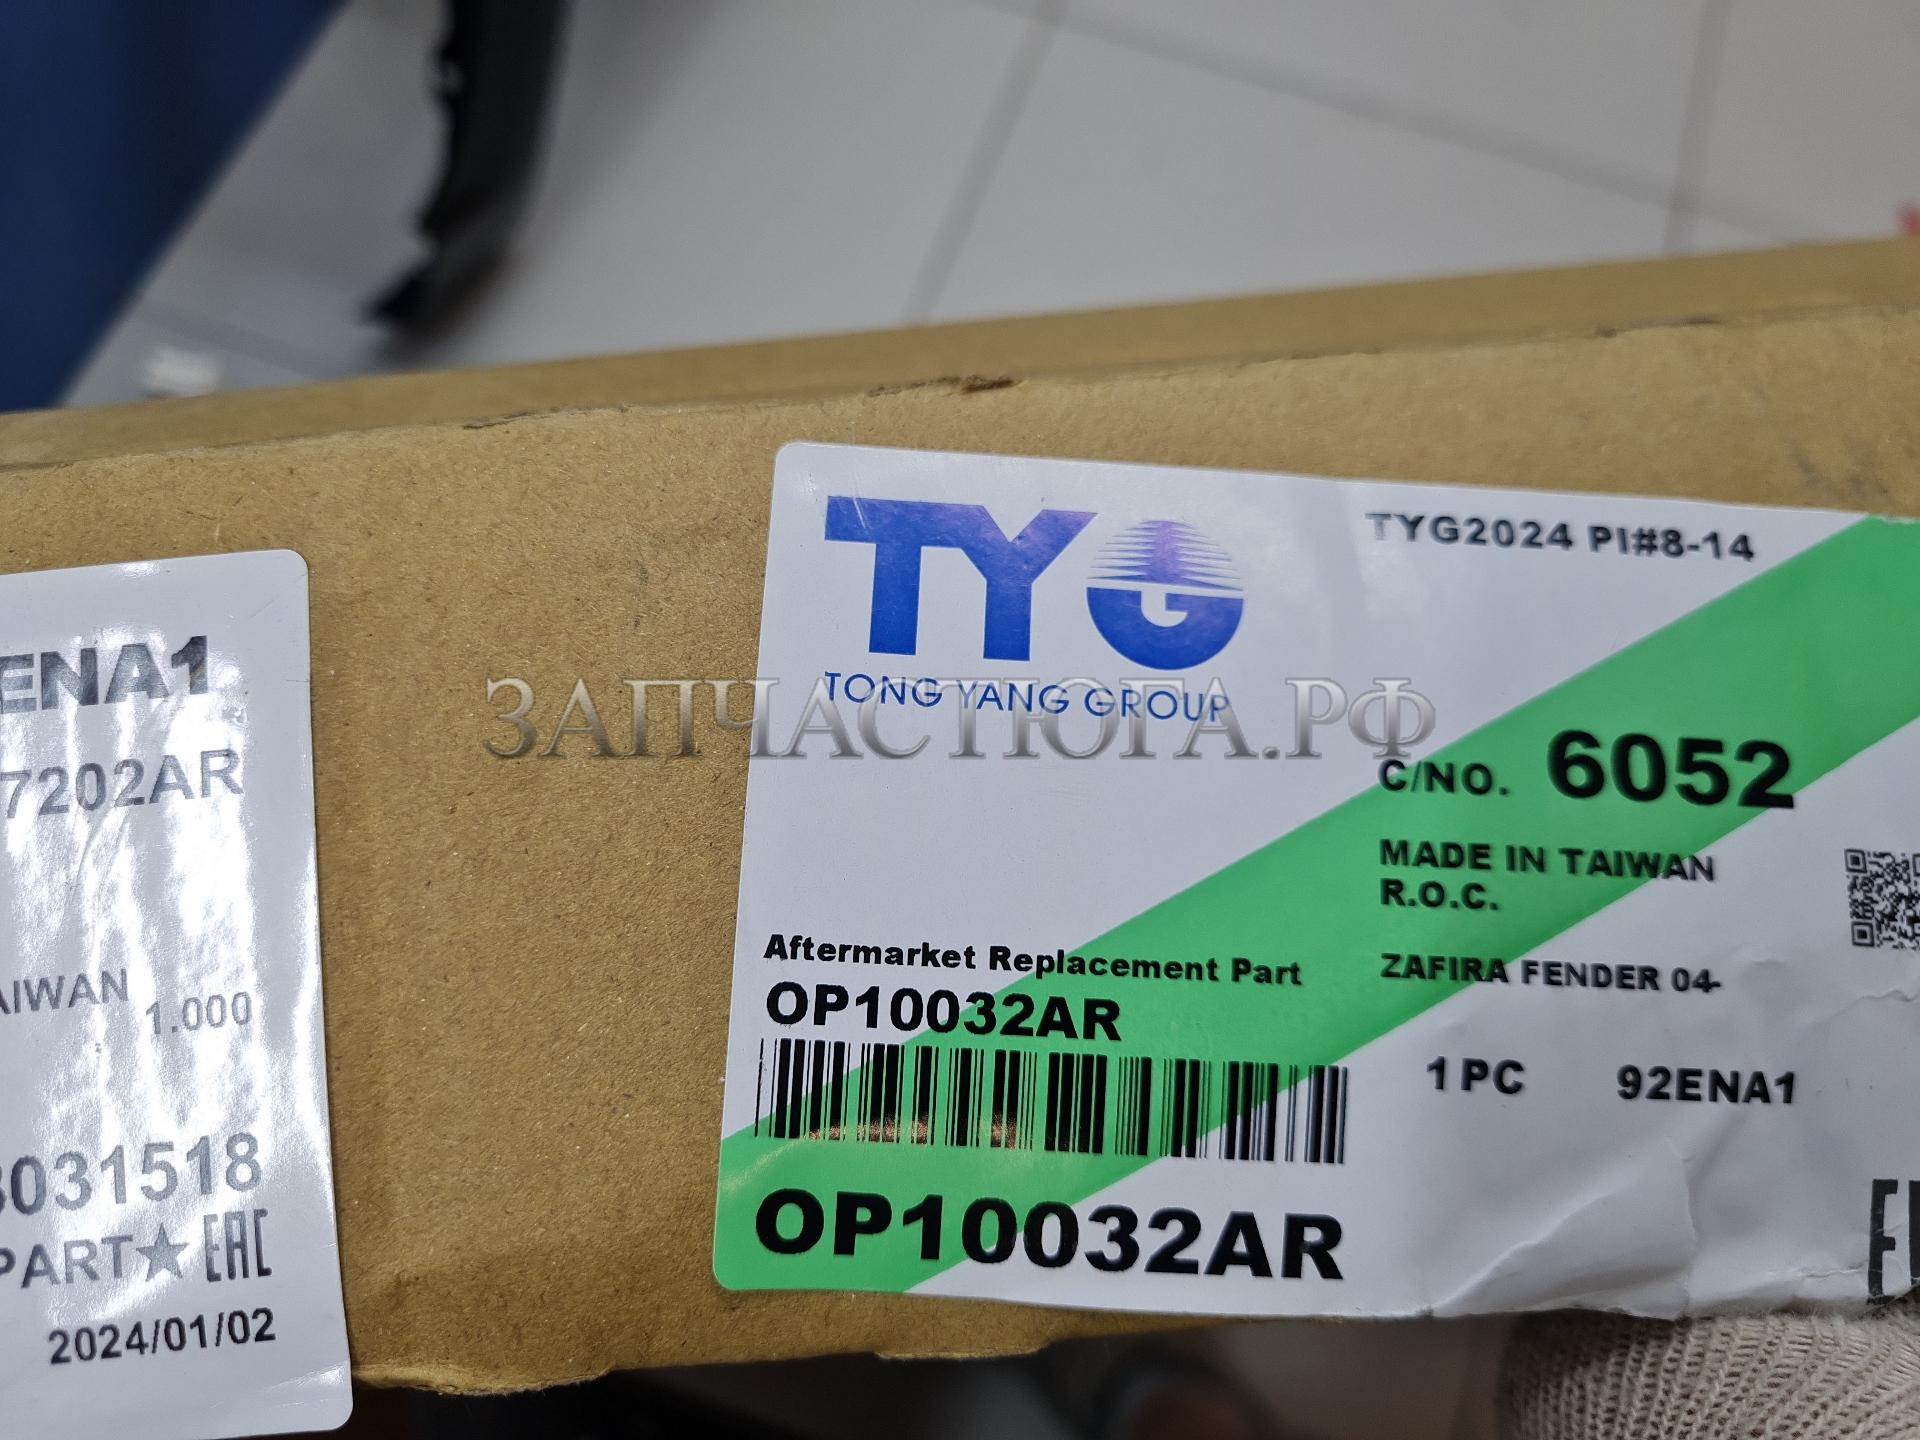 ENA1
7202AR
AIWAN
1.000
3031518
PART★ EAC
2024/01/02
TYG
TONG YANG GROUP
TYG2024 PI#8-14
ЗАПЧАСТЮГА.РФ
C/NO. 6052
MADE IN TAIWAN
R.O.C.
Aftermarket Replacement Part
ZAFIRA FENDER 04-
OP10032AR
1 PC 92ENA1
OP10032AR